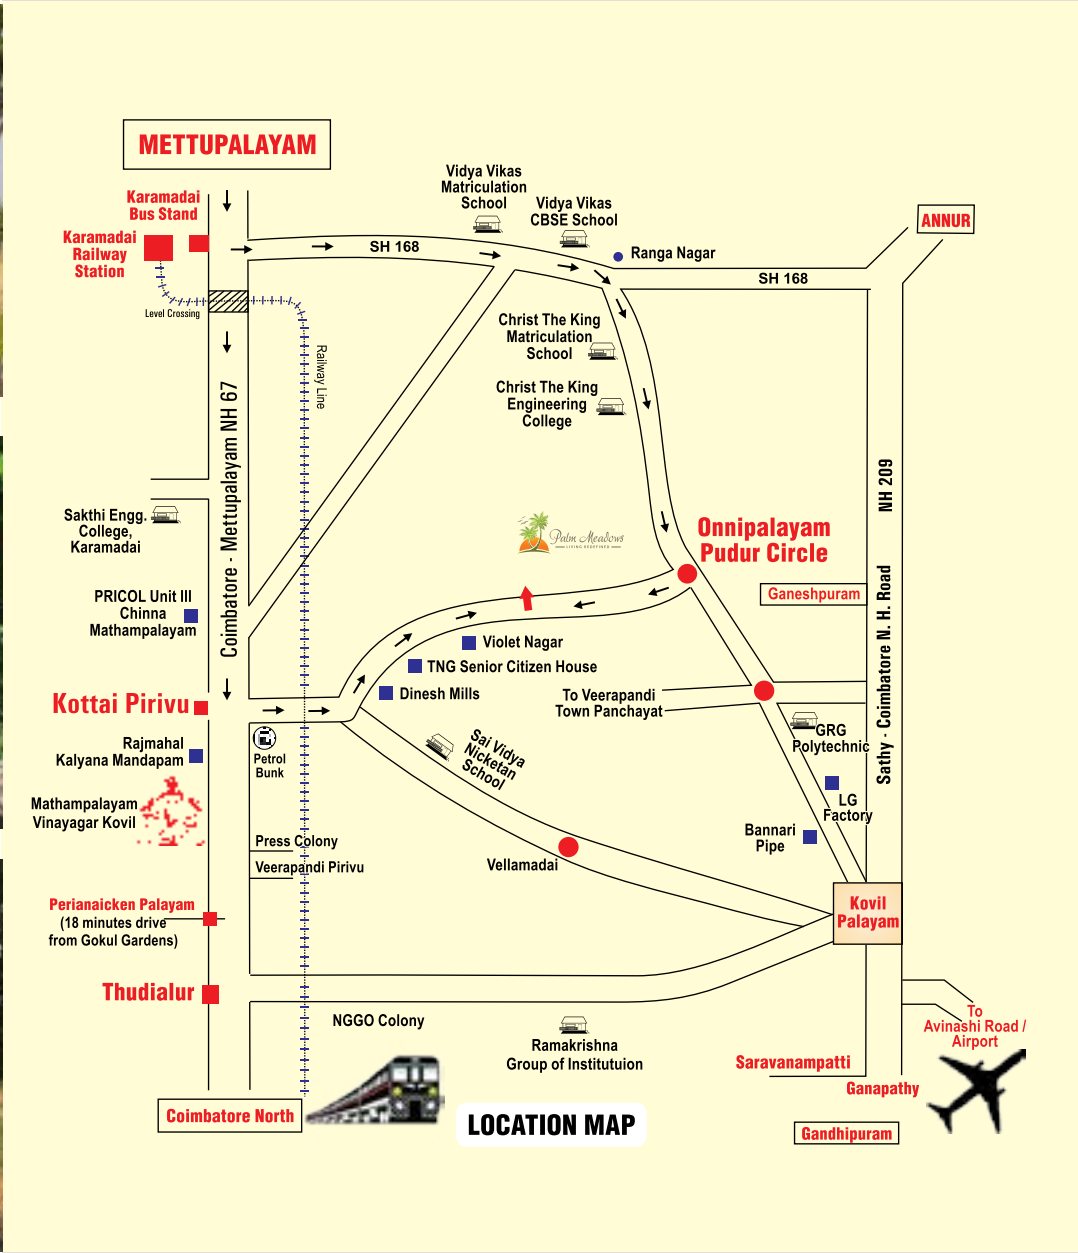 METTUPALAYAM
Karamadai
Bus Stand
Karamadai
Railway
Station
Level Crossing
SH 168
Vidya Vikas
Matriculation
School
Vidya Vikas
CBSE School
Ranga Nagar
SH 168
ANNUR
Railway Line
Coimbatore - Mettupalayam NH 67
Christ The King
Matriculation
School
Christ The King
Engineering
College
NH 209
Sathy - Coimbatore N. H. Road
Sakthi Engg.
College,
Karamadai
Palm Meadows
LIVING REDEFINED
Onnipalayam
Pudur Circle
Ganeshpuram
PRICOL Unit III
Chinna
Mathampalayam
Violet Nagar
TNG Senior Citizen House
Dinesh Mills
To Veerapandi
Town Panchayat
Kottai Pirivu
Rajmahal
Kalyana Mandapam
Petrol
Bunk
Sai Vidya
Nicketan
School
GRG
Polytechnic
LG
Factory
Bannari
Pipe
Mathampalayam
Vinayagar Kovil
Press Colony
Veerapandi Pirivu
Vellamadai
Perianaicken Palayam
(18 minutes drive
from Gokul Gardens)
Kovil
Palayam
Thudialur
NGGO Colony
Ramakrishna
Group of Institutuion
To
Avinashi Road /
Airport
Saravanampatti
Ganapathy
Coimbatore North
LOCATION MAP
Gandhipuram